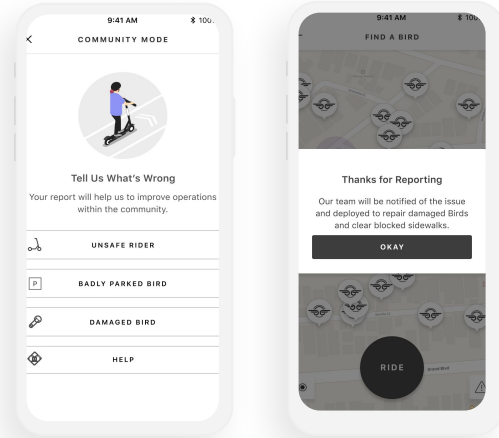 9:41 AM
100
COMMUNITY MODE
Tell Us What's Wrong
Your report will help us to improve operations
within the community.
UNSAFE RIDER
P
BADLY PARKED BIRD
DAMAGED BIRD
HELP
9:41 AM
100
FIND A BIRD
Thanks for Reporting
Our team will be notified of the issue
and deployed to repair damaged Birds
and clear blocked sidewalks.
OKAY
RIDE